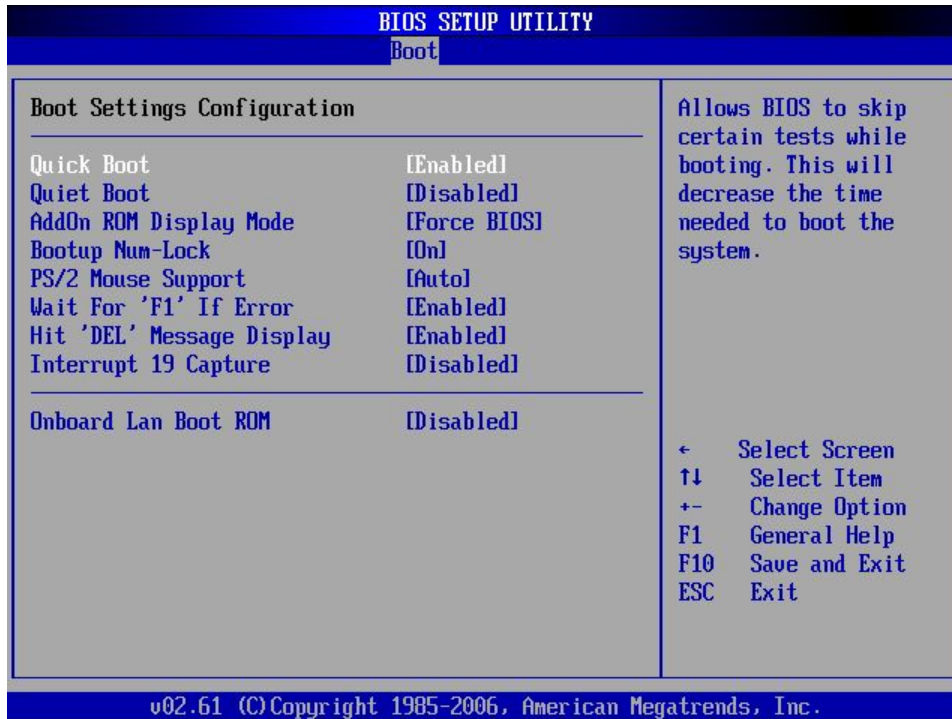 BIOS SETUP UTILITY
Boot
Boot Settings Configuration
Quick Boot [Enabled]
Quiet Boot [Disabled]
AddOn ROM Display Mode [Force BIOS]
Bootup Num-Lock [On]
PS/2 Mouse Support [Auto]
Wait For 'F1' If Error [Enabled]
Hit 'DEL' Message Display [Enabled]
Interrupt 19 Capture [Disabled]
Onboard Lan Boot ROM [Disabled]
Allows BIOS to skip
certain tests while
booting. This will
decrease the time
needed to boot the
system.
← Select Screen
↑↓ Select Item
+- Change Option
F1 General Help
F10 Save and Exit
ESC Exit
v02.61 (C)Copyright 1985-2006, American Megatrends, Inc.